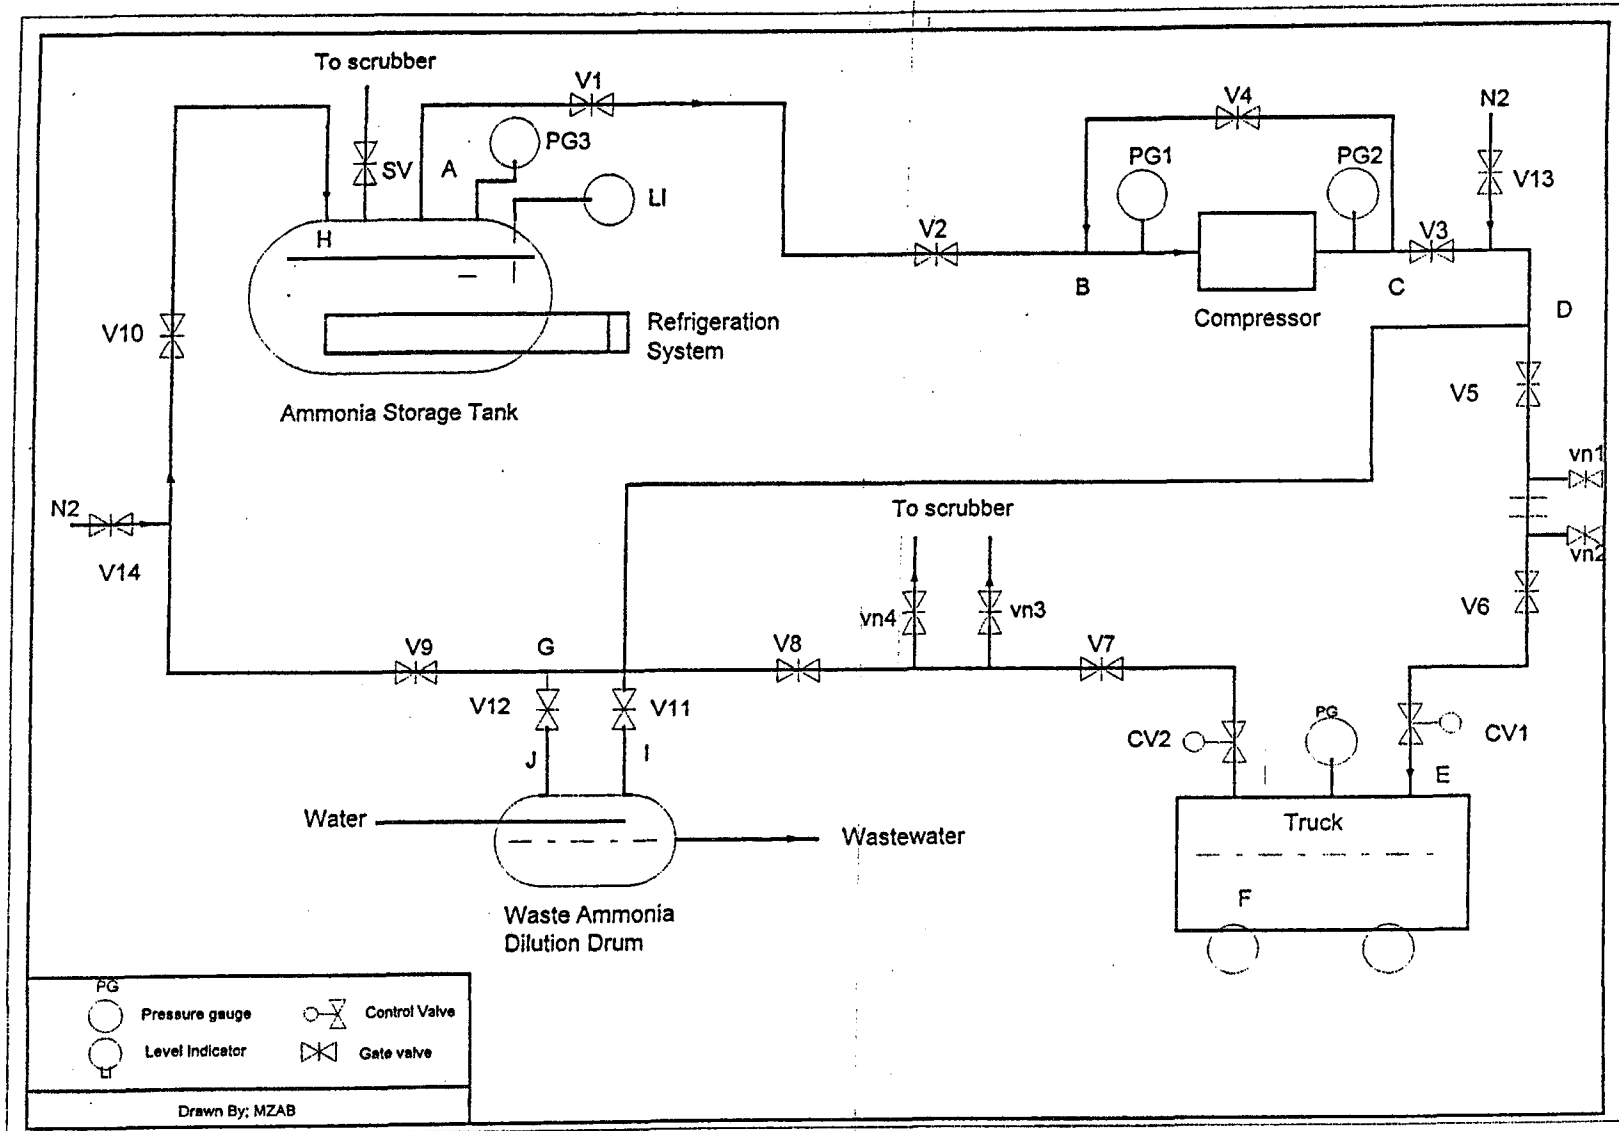 To scrubber
V1
V4
N2
PG3
PG1
PG2
SV
A
V13
LI
V2
V3
H
B
C
Compressor
D
V10
Refrigeration
System
V5
Ammonia Storage Tank
vn1
N2
To scrubber
V14
vn2
V6
vn4
vn3
V9
G
V8
V7
V12
V11
PG
CV2
CV1
J
I
E
Water
Truck
Wastewater
F
Waste Ammonia
Dilution Drum
PG
Pressure gauge
Control Valve
Level Indicator
Gate valve
LI
Drawn By; MZAB